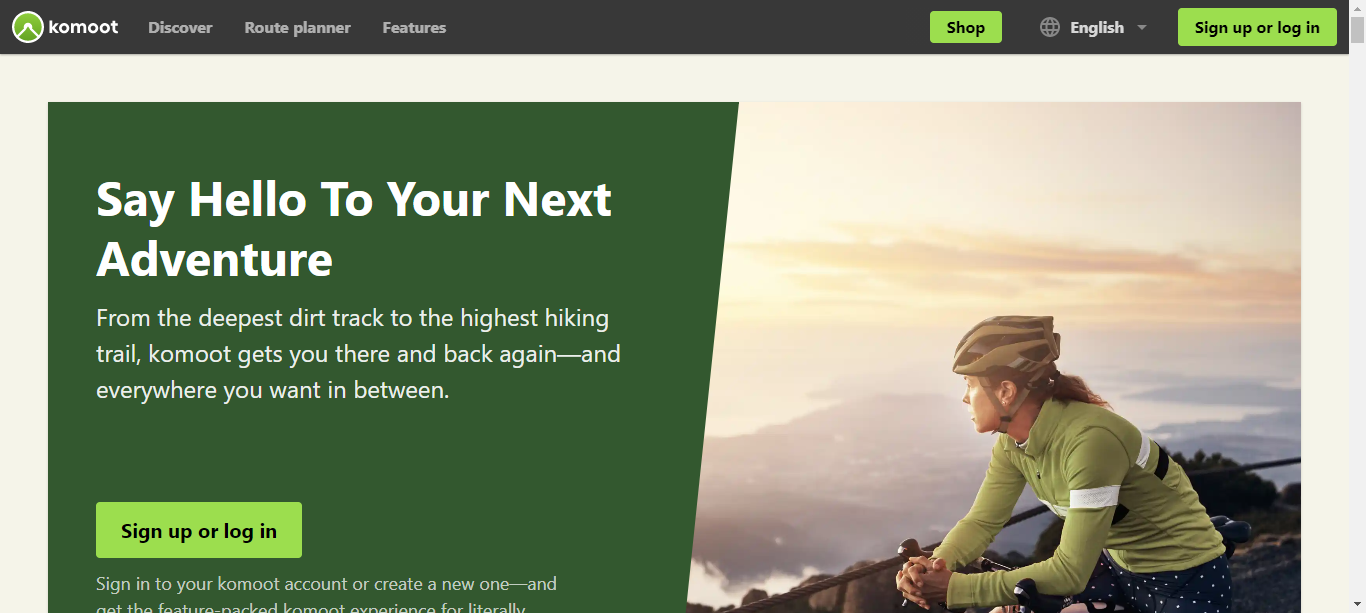 komoot
Discover
Route planner
Features
Shop
English
Sign up or log in
Say Hello To Your Next
Adventure
From the deepest dirt track to the highest hiking
trail, komoot gets you there and back again—and
everywhere you want in between.
Sign up or log in
Sign in to your komoot account or create a new one—and
get the feature-packed komoot experience for literally